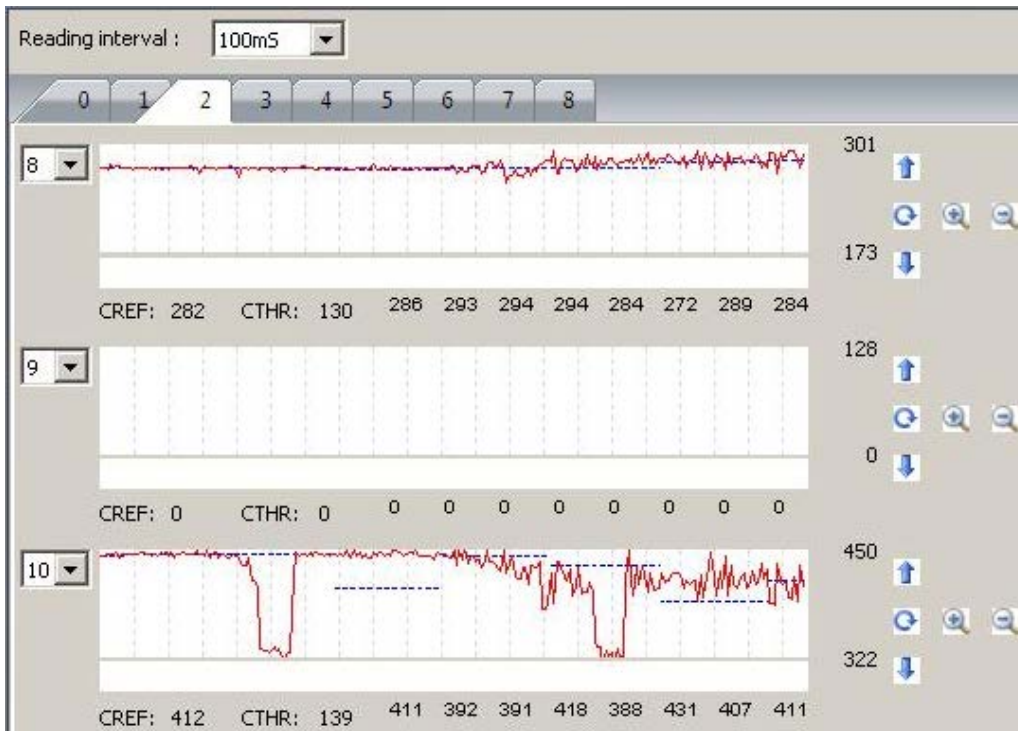 Reading interval : 100mS
0 1 2 3 4 5 6 7 8
8 301
173
CREF: 282 CTHR: 130 286 293 294 294 284 272 289 284
9 128
0
CREF: 0 CTHR: 0 0 0 0 0 0 0 0 0
10 450
322
CREF: 412 CTHR: 139 411 392 391 418 388 431 407 411